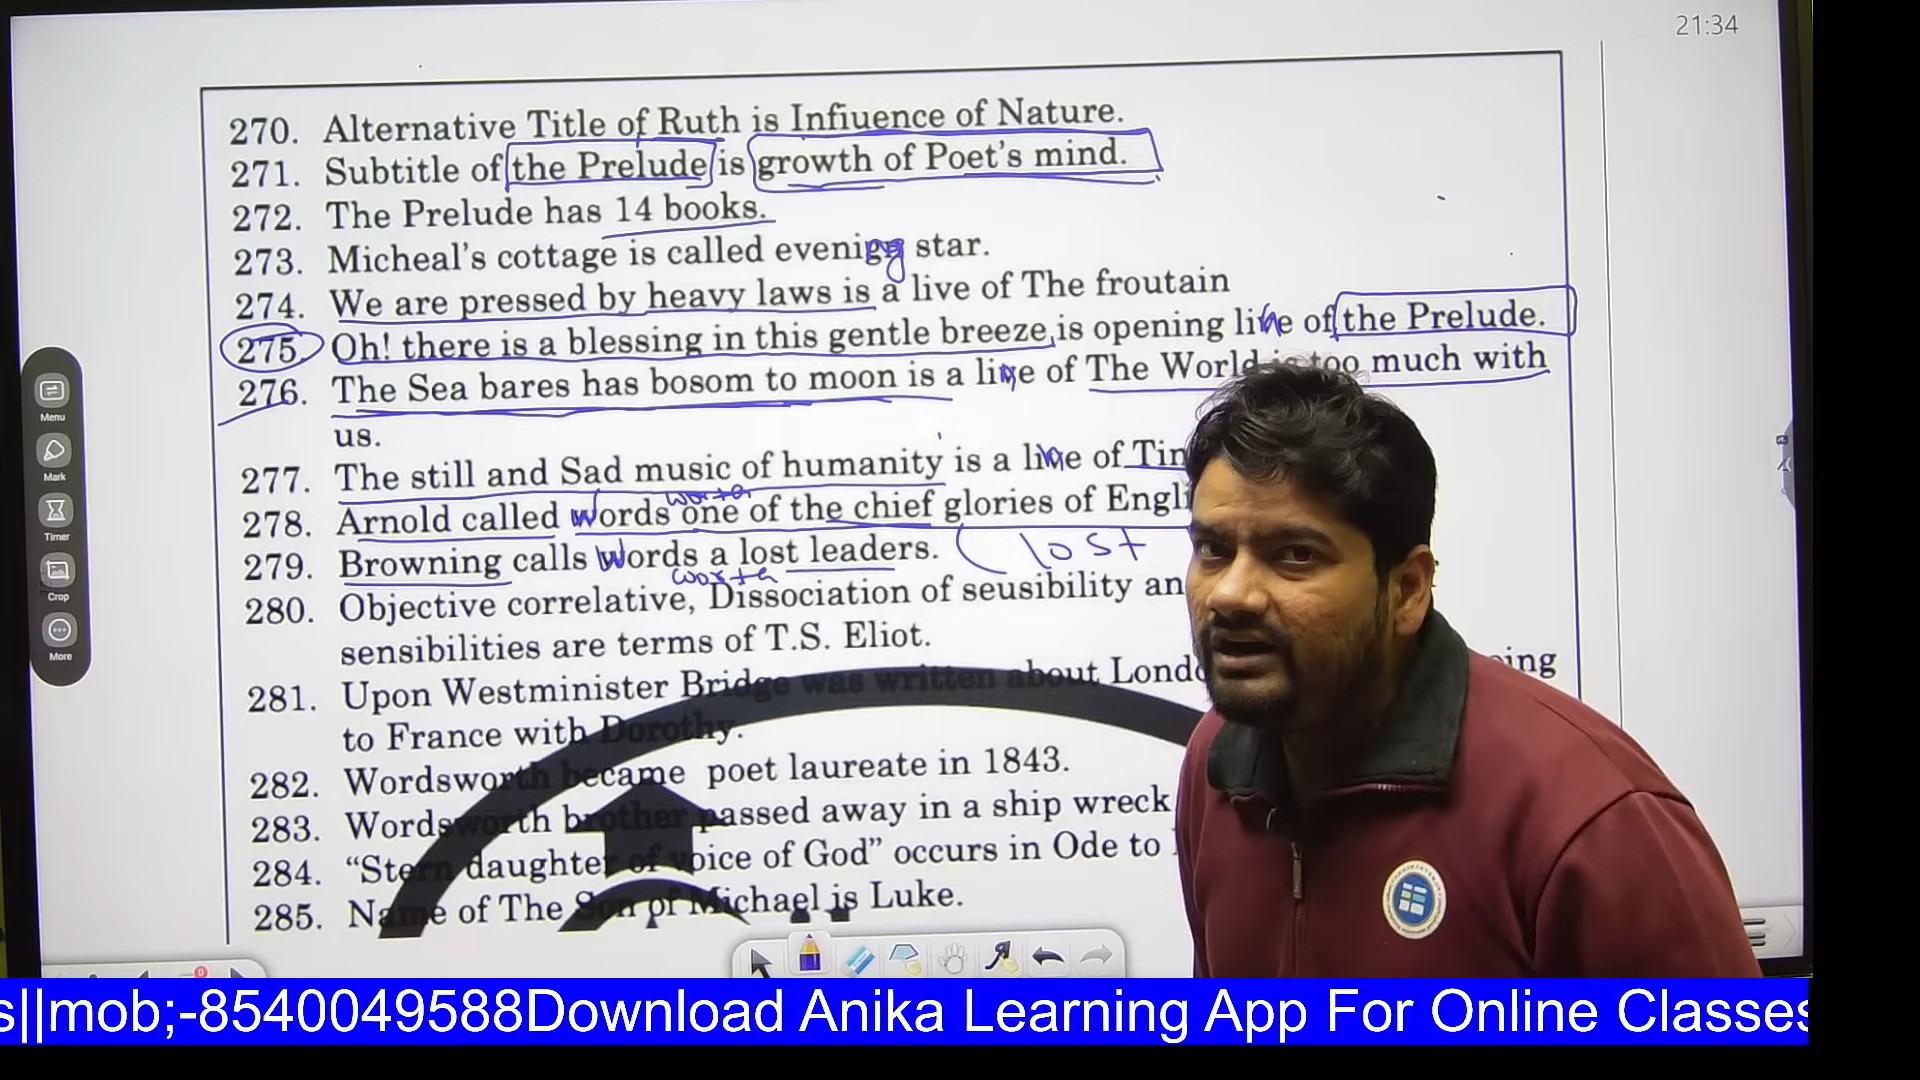 21:34
270. Alternative Title of Ruth is Infiuence of Nature.
271. Subtitle of the Prelude is growth of Poet's mind.
272. The Prelude has 14 books.
273. Micheal's cottage is called evening star.
274. We are pressed by heavy laws is a live of The froutain
275. Oh! there is a blessing in this gentle breeze, is opening line of the Prelude.
276. The Sea bares has bosom to moon is a line of The World is too much with
us.
277. The still and Sad music of humanity is a line of Tin
worth
278. Arnold called words one of the chief glories of Engli
279. Browning calls words a lost leaders. ( lost
worth
280. Objective correlative, Dissociation of seusibility an
sensibilities are terms of T.S. Eliot.
281. Upon Westminister Bridge was written about Lond ing
to France with Dorothy.
282. Wordsworth became poet laureate in 1843.
283. Wordsworth brother passed away in a ship wreck
284. “Stern daughter of voice of God” occurs in Ode to
285. Name of The Son of Michael is Luke.
Menu
Mark
Timer
Crop
More
0
s||mob;-8540049588Download Anika Learning App For Online Classes